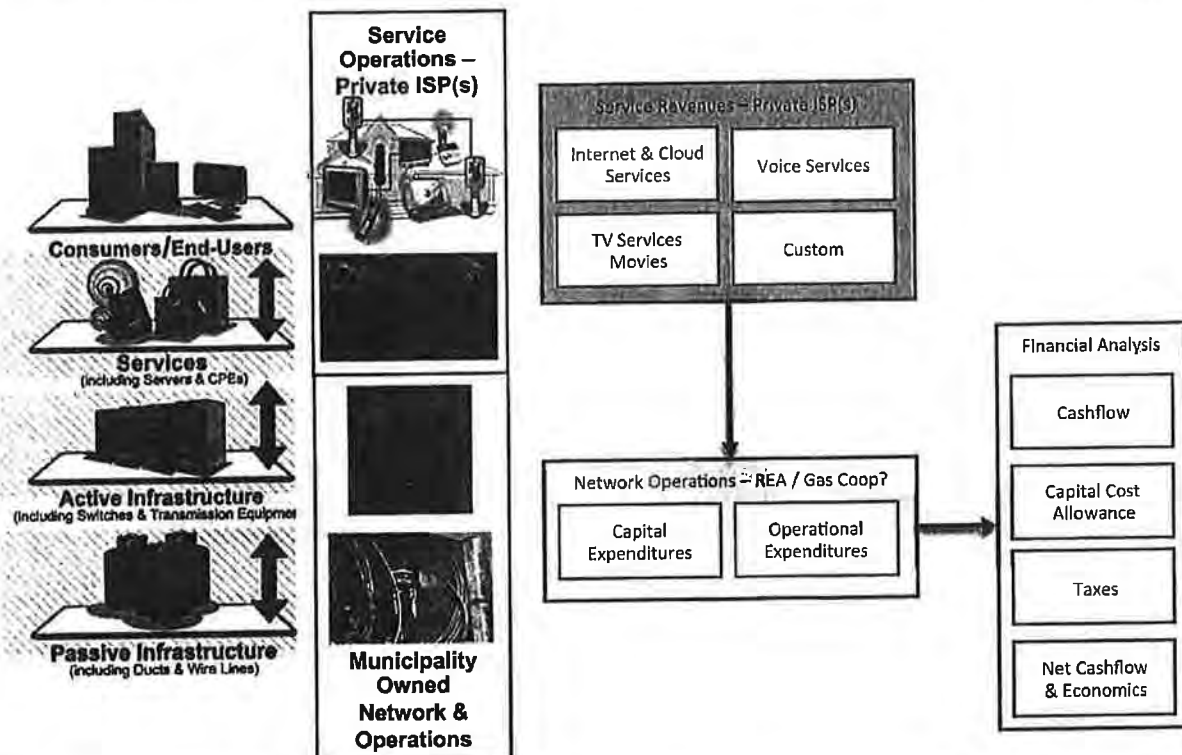 Consumers/End-Users
Services
(including Servers & CPEs)
Active Infrastructure
(including Switches & Transmission Equipmen
Passive Infrastructure
(including Ducts & Wire Lines)
Service
Operations –
Private ISP(s)
Municipality
Owned
Network &
Operations
Service Revenues – Private ISP(s)
Internet & Cloud
Services
Voice Services
TV Services
Movies
Custom
Network Operations – REA / Gas Coop?
Capital
Expenditures
Operational
Expenditures
Financial Analysis
Cashflow
Capital Cost
Allowance
Taxes
Net Cashflow
& Economics